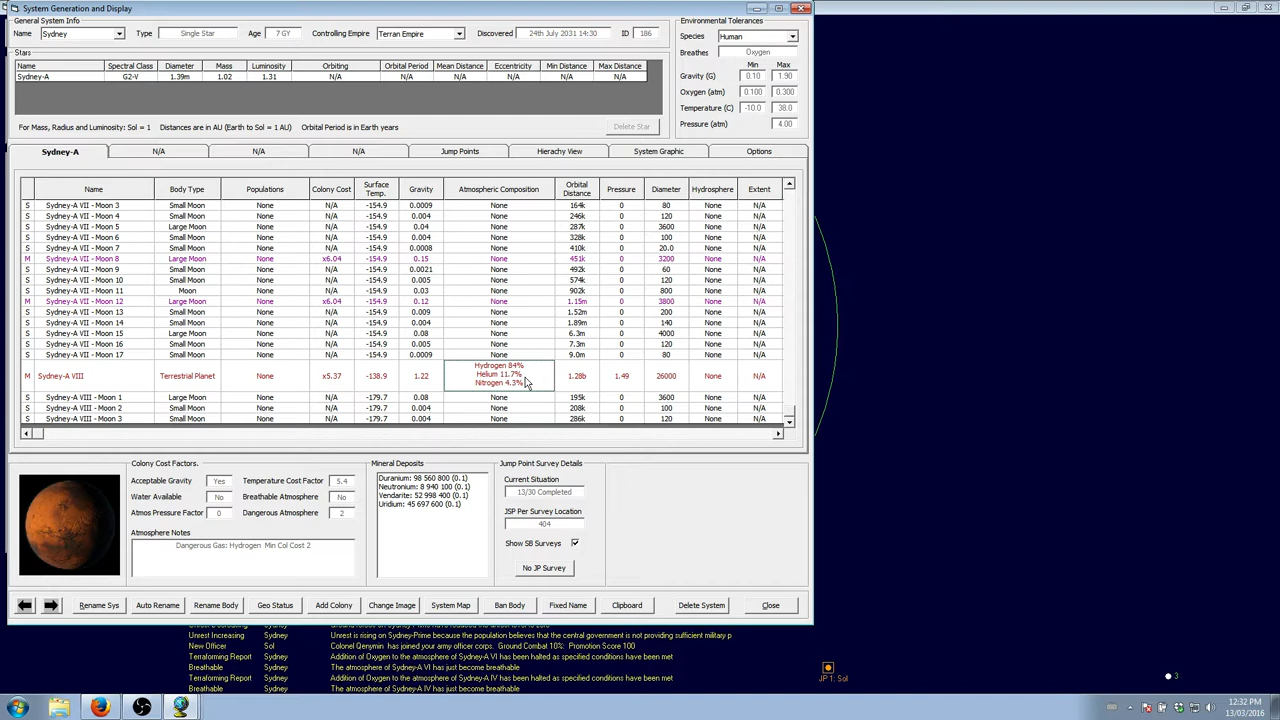 System Generation and Display
General System Info
Name Sydney Type Single Star Age 7 GY Controlling Empire Terran Empire Discovered 24th July 2031 14:30 ID 186
Stars
Name Spectral Class Diameter Mass Luminosity Orbiting Orbital Period Mean Distance Eccentricity Min Distance Max Distance
Sydney-A G2-V 1.39m 1.02 1.31 N/A N/A N/A N/A N/A N/A
For Mass, Radius and Luminosity: Sol = 1 Distances are in AU (Earth to Sol = 1 AU) Orbital Period is in Earth years Delete Star
Environmental Tolerances
Species Human
Breathes Oxygen
Min Max
Gravity (G) 0.10 1.90
Oxygen (atm) 0.100 0.300
Temperature (C) -10.0 38.0
Pressure (atm) 4.00
Sydney-A N/A N/A N/A Jump Points Hierachy View System Graphic Options
Name Body Type Populations Colony Cost Surface Temp. Gravity Atmospheric Composition Orbital Distance Pressure Diameter Hydrosphere Extent
S Sydney-A VII - Moon 3 Small Moon None N/A -154.9 0.0009 None 164k 0 80 None N/A
S Sydney-A VII - Moon 4 Small Moon None N/A -154.9 0.004 None 246k 0 120 None N/A
S Sydney-A VII - Moon 5 Large Moon None N/A -154.9 0.04 None 287k 0 3600 None N/A
S Sydney-A VII - Moon 6 Small Moon None N/A -154.9 0.004 None 328k 0 100 None N/A
S Sydney-A VII - Moon 7 Small Moon None N/A -154.9 0.0008 None 410k 0 20.0 None N/A
M Sydney-A VII - Moon 8 Large Moon None x6.04 -154.9 0.15 None 451k 0 3200 None N/A
S Sydney-A VII - Moon 9 Small Moon None N/A -154.9 0.0021 None 492k 0 60 None N/A
S Sydney-A VII - Moon 10 Small Moon None N/A -154.9 0.005 None 574k 0 120 None N/A
S Sydney-A VII - Moon 11 Moon None N/A -154.9 0.03 None 902k 0 800 None N/A
M Sydney-A VII - Moon 12 Large Moon None x6.04 -154.9 0.12 None 1.15m 0 3800 None N/A
S Sydney-A VII - Moon 13 Small Moon None N/A -154.9 0.009 None 1.52m 0 200 None N/A
S Sydney-A VII - Moon 14 Small Moon None N/A -154.9 0.004 None 1.89m 0 140 None N/A
S Sydney-A VII - Moon 15 Large Moon None N/A -154.9 0.08 None 6.3m 0 4000 None N/A
S Sydney-A VII - Moon 16 Small Moon None N/A -154.9 0.005 None 7.3m 0 120 None N/A
S Sydney-A VII - Moon 17 Small Moon None N/A -154.9 0.0009 None 9.0m 0 80 None N/A
M Sydney-A VIII Terrestrial Planet None x5.37 -138.9 1.22 Hydrogen 84% Helium 11.7% Nitrogen 4.3% 1.28b 1.49 26000 None N/A
S Sydney-A VIII - Moon 1 Large Moon None N/A -179.7 0.08 None 195k 0 3600 None N/A
S Sydney-A VIII - Moon 2 Small Moon None N/A -179.7 0.004 None 208k 0 100 None N/A
S Sydney-A VIII - Moon 3 Small Moon None N/A -179.7 0.004 None 286k 0 120 None N/A
Colony Cost Factors.
Acceptable Gravity Yes Temperature Cost Factor 5.4
Water Available No Breathable Atmosphere No
Atmos Pressure Factor 0 Dangerous Atmosphere 2
Atmosphere Notes
Dangerous Gas: Hydrogen Min Col Cost 2
Mineral Deposits
Duranium: 98 560 800 (0.1)
Neutronium: 8 940 100 (0.1)
Vendarite: 52 998 400 (0.1)
Uridium: 45 697 600 (0.1)
Jump Point Survey Details
Current Situation
13/30 Completed
JSP Per Survey Location
404
Show SB Surveys
No JP Survey
Rename Sys Auto Rename Rename Body Geo Status Add Colony Change Image System Map Ban Body Fixed Name Clipboard Delete System Close
Unrest Increasing Sydney Unrest is rising on Sydney-Prime because the population believes that the central government is not providing sufficient military p
New Officer Sol Colonel Qenymin has joined your army officer corps. Ground Combat 10% Promotion Score 100
Terraforming Report Sydney Addition of Oxygen to the atmosphere of Sydney-A VI has been halted as specified conditions have been met
Breathable Sydney The atmosphere of Sydney-A VI has just become breathable
Terraforming Report Sydney Addition of Oxygen to the atmosphere of Sydney-A IV has been halted as specified conditions have been met
Breathable Sydney The atmosphere of Sydney-A IV has just become breathable
JP 1: Sol
3
12:32 PM
13/03/2016